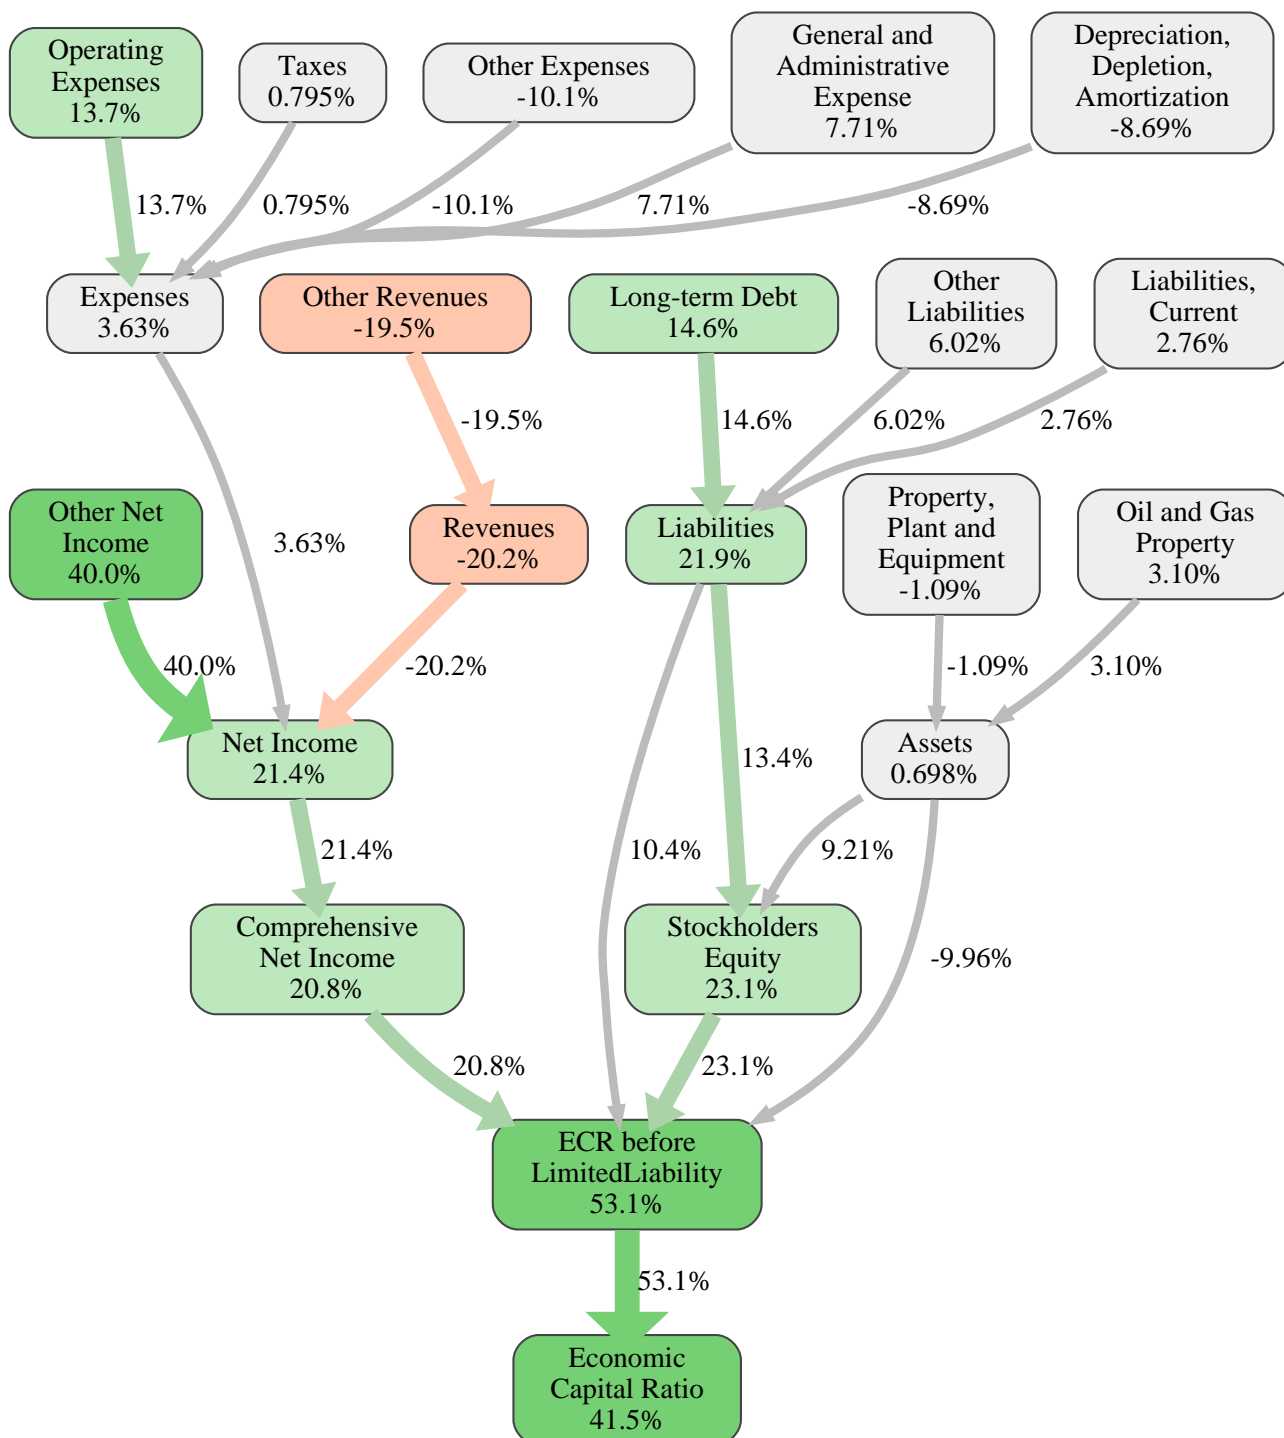 Operating
Expenses
13.7%
Taxes
0.795%
Other Expenses
-10.1%
General and
Administrative
Expense
7.71%
Depreciation,
Depletion,
Amortization
-8.69%
13.7%
0.795%
-10.1%
7.71%
-8.69%
Expenses
3.63%
Other Revenues
-19.5%
Long-term Debt
14.6%
Other
Liabilities
6.02%
Liabilities,
Current
2.76%
-19.5%
14.6%
6.02%
2.76%
Other Net
Income
40.0%
3.63%
Revenues
-20.2%
Liabilities
21.9%
Property,
Plant and
Equipment
-1.09%
Oil and Gas
Property
3.10%
40.0%
-20.2%
-1.09%
3.10%
Net Income
21.4%
13.4%
Assets
0.698%
21.4%
10.4%
9.21%
Comprehensive
Net Income
20.8%
Stockholders
Equity
23.1%
-9.96%
20.8%
23.1%
ECR before
LimitedLiability
53.1%
53.1%
Economic
Capital Ratio
41.5%